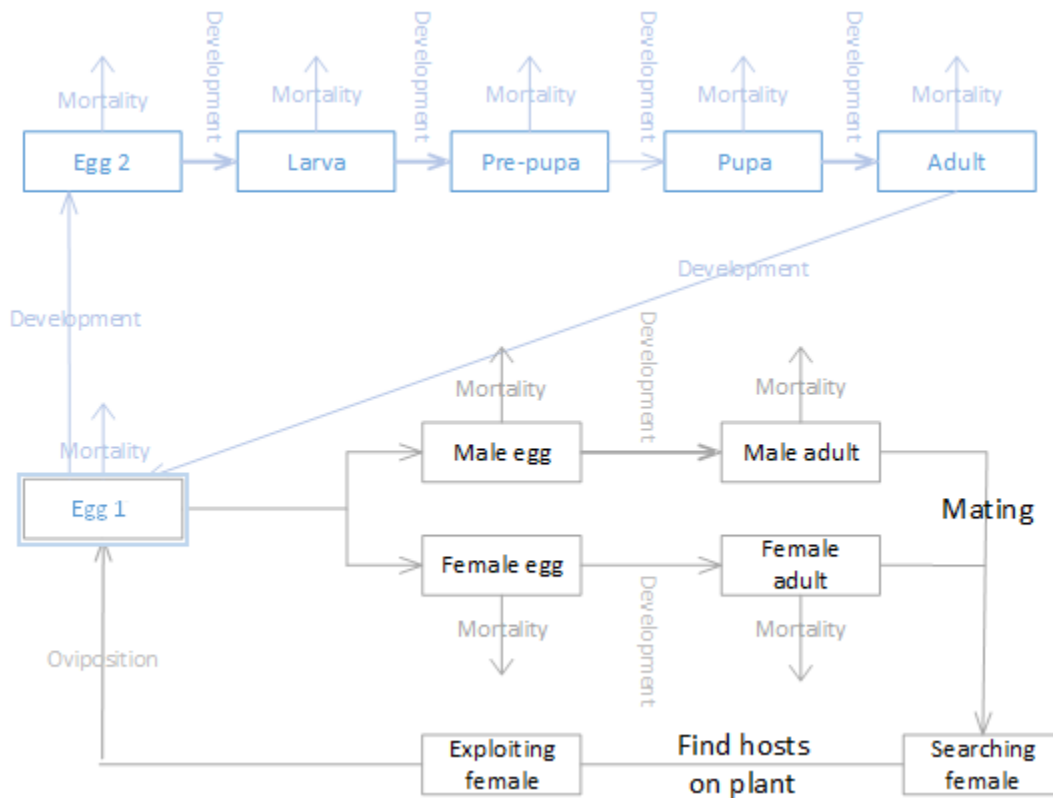 Development
Development
Development
Development
Mortality
Mortality
Mortality
Mortality
Mortality
Egg 2
Larva
Pre-pupa
Pupa
Adult
Development
Development
Development
Mortality
Mortality
Mortality
Male egg
Male adult
Egg 1
Mating
Female egg
Female
adult
Development
Mortality
Mortality
Oviposition
Exploiting
female
Find hosts
on plant
Searching
female